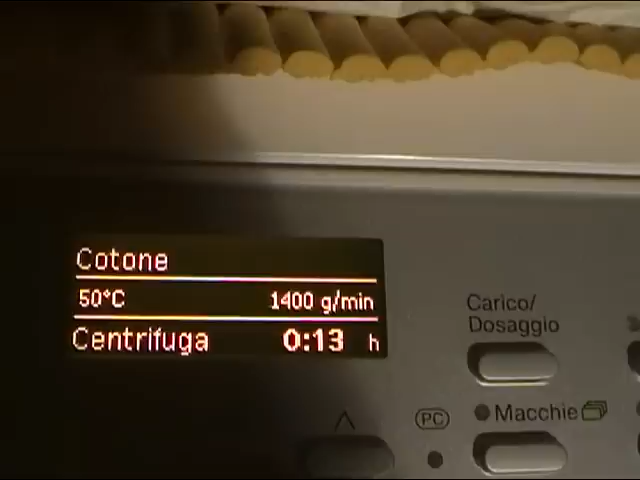 Cotone
50°C 1400 g/min
Centrifuga 0:13 h
Carico/
Dosaggio
PC Macchie